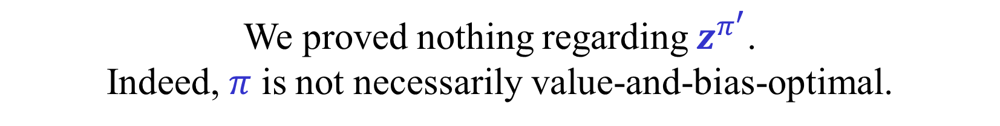 We proved nothing regarding z^π′.
Indeed, π is not necessarily value-and-bias-optimal.